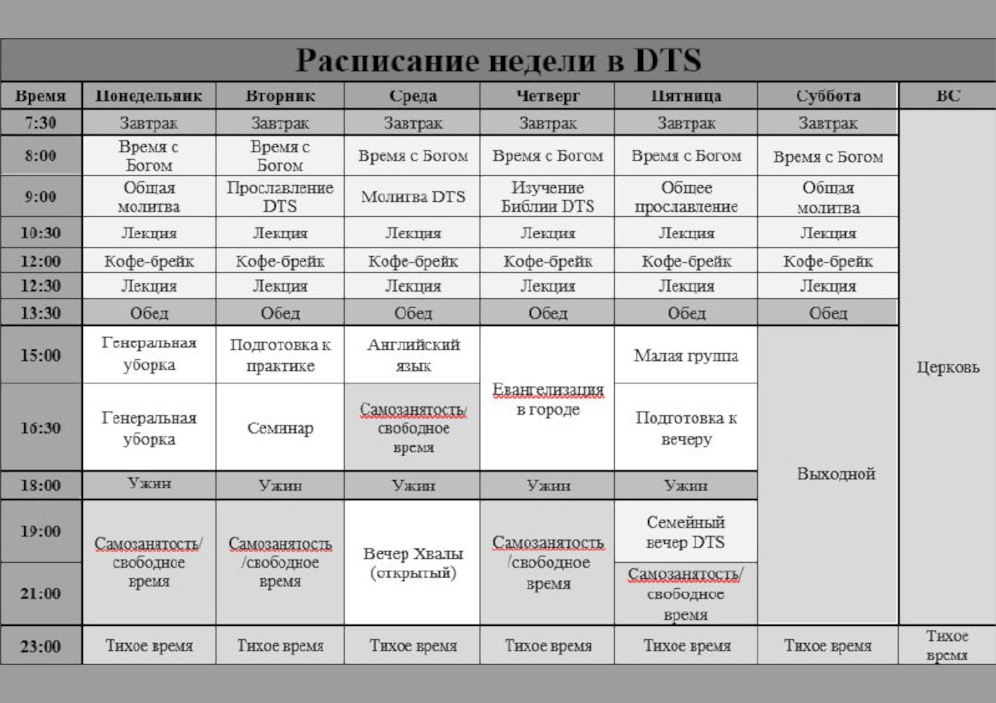 Расписание недели в DTS
Время Понедельник Вторник Среда Четверг Пятница Суббота ВС
7:30 Завтрак Завтрак Завтрак Завтрак Завтрак Завтрак
8:00 Время с Богом Время с Богом Время с Богом Время с Богом Время с Богом Время с Богом
9:00 Общая молитва Прославление DTS Молитва DTS Изучение Библии DTS Общее прославление Общая молитва
10:30 Лекция Лекция Лекция Лекция Лекция Лекция
12:00 Кофе-брейк Кофе-брейк Кофе-брейк Кофе-брейк Кофе-брейк Кофе-брейк
12:30 Лекция Лекция Лекция Лекция Лекция Лекция
13:30 Обед Обед Обед Обед Обед Обед
15:00 Генеральная уборка Подготовка к практике Английский язык Евангелизация в городе Малая группа Выходной Церковь
16:30 Генеральная уборка Семинар Самозанятость/ свободное время Подготовка к вечеру
18:00 Ужин Ужин Ужин Ужин Ужин
19:00 Самозанятость/ свободное время Самозанятость /свободное время Вечер Хвалы (открытый) Самозанятость /свободное время Семейный вечер DTS
21:00 Самозанятость/ свободное время
23:00 Тихое время Тихое время Тихое время Тихое время Тихое время Тихое время Тихое время